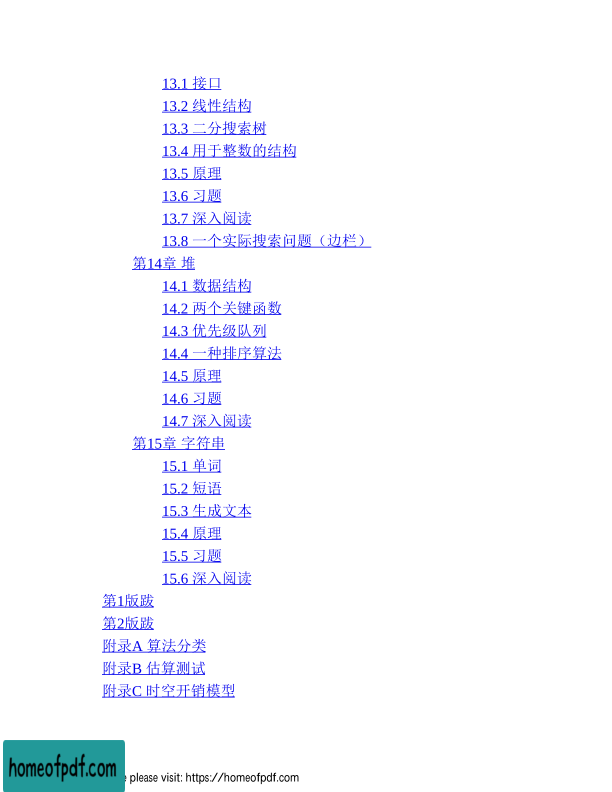 13.1 接口
13.2 线性结构
13.3 二分搜索树
13.4 用于整数的结构
13.5 原理
13.6 习题
13.7 深入阅读
13.8 一个实际搜索问题（边栏）
第14章 堆
14.1 数据结构
14.2 两个关键函数
14.3 优先级队列
14.4 一种排序算法
14.5 原理
14.6 习题
14.7 深入阅读
第15章 字符串
15.1 单词
15.2 短语
15.3 生成文本
15.4 原理
15.5 习题
15.6 深入阅读
第1版跋
第2版跋
附录A 算法分类
附录B 估算测试
附录C 时空开销模型
homeofpdf.com
please visit: https://homeofpdf.com